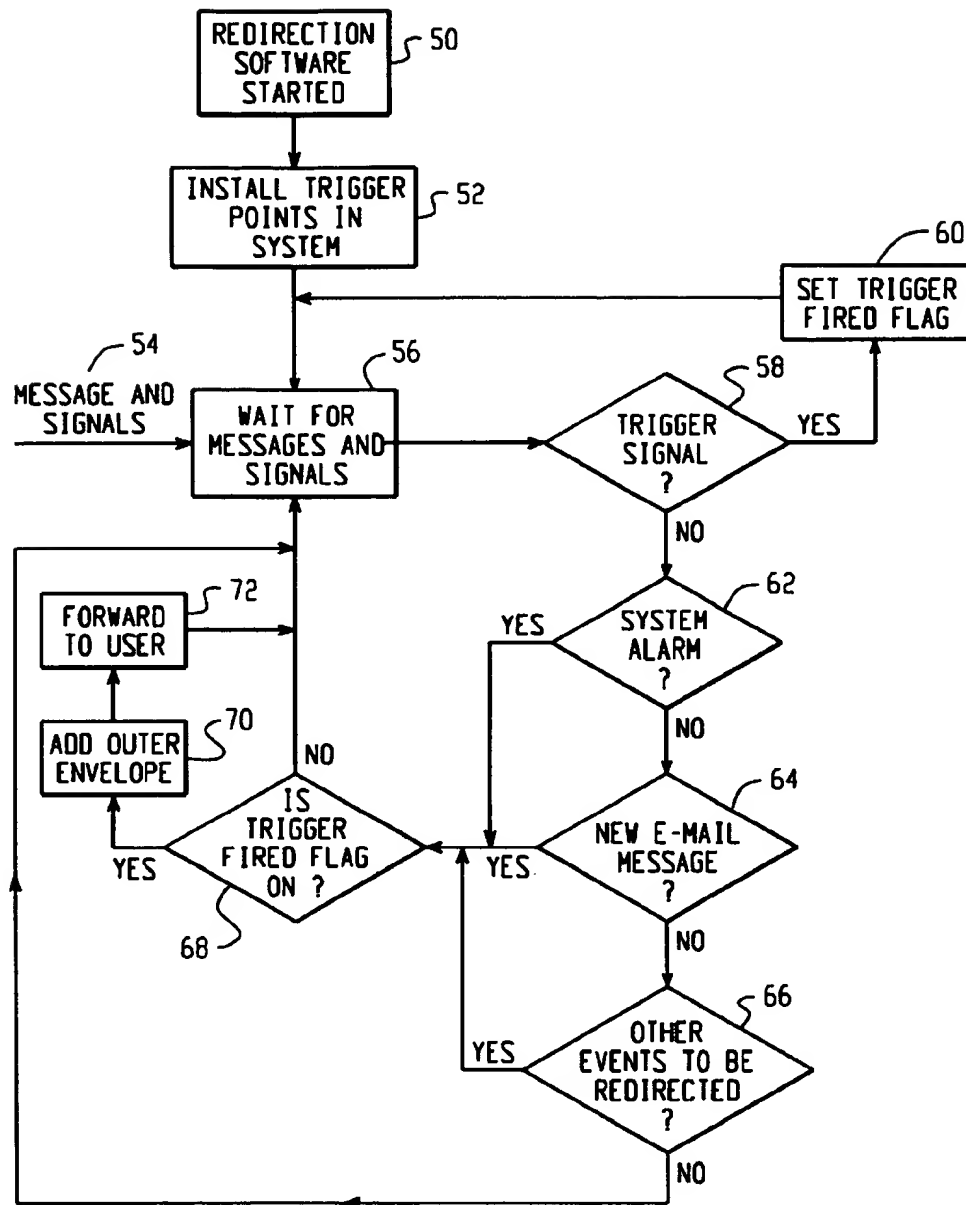 REDIRECTION
SOFTWARE
STARTED
50
INSTALL TRIGGER
POINTS IN
SYSTEM
52
60
SET TRIGGER
FIRED FLAG
54
MESSAGE AND
SIGNALS
56
WAIT FOR
MESSAGES AND
SIGNALS
58
TRIGGER
SIGNAL
?
YES
NO
62
SYSTEM
ALARM
?
YES
NO
72
FORWARD
TO USER
70
ADD OUTER
ENVELOPE
NO
IS
TRIGGER
FIRED FLAG
ON ?
YES
68
64
NEW E-MAIL
MESSAGE
?
YES
NO
66
OTHER
EVENTS TO BE
REDIRECTED
?
YES
NO